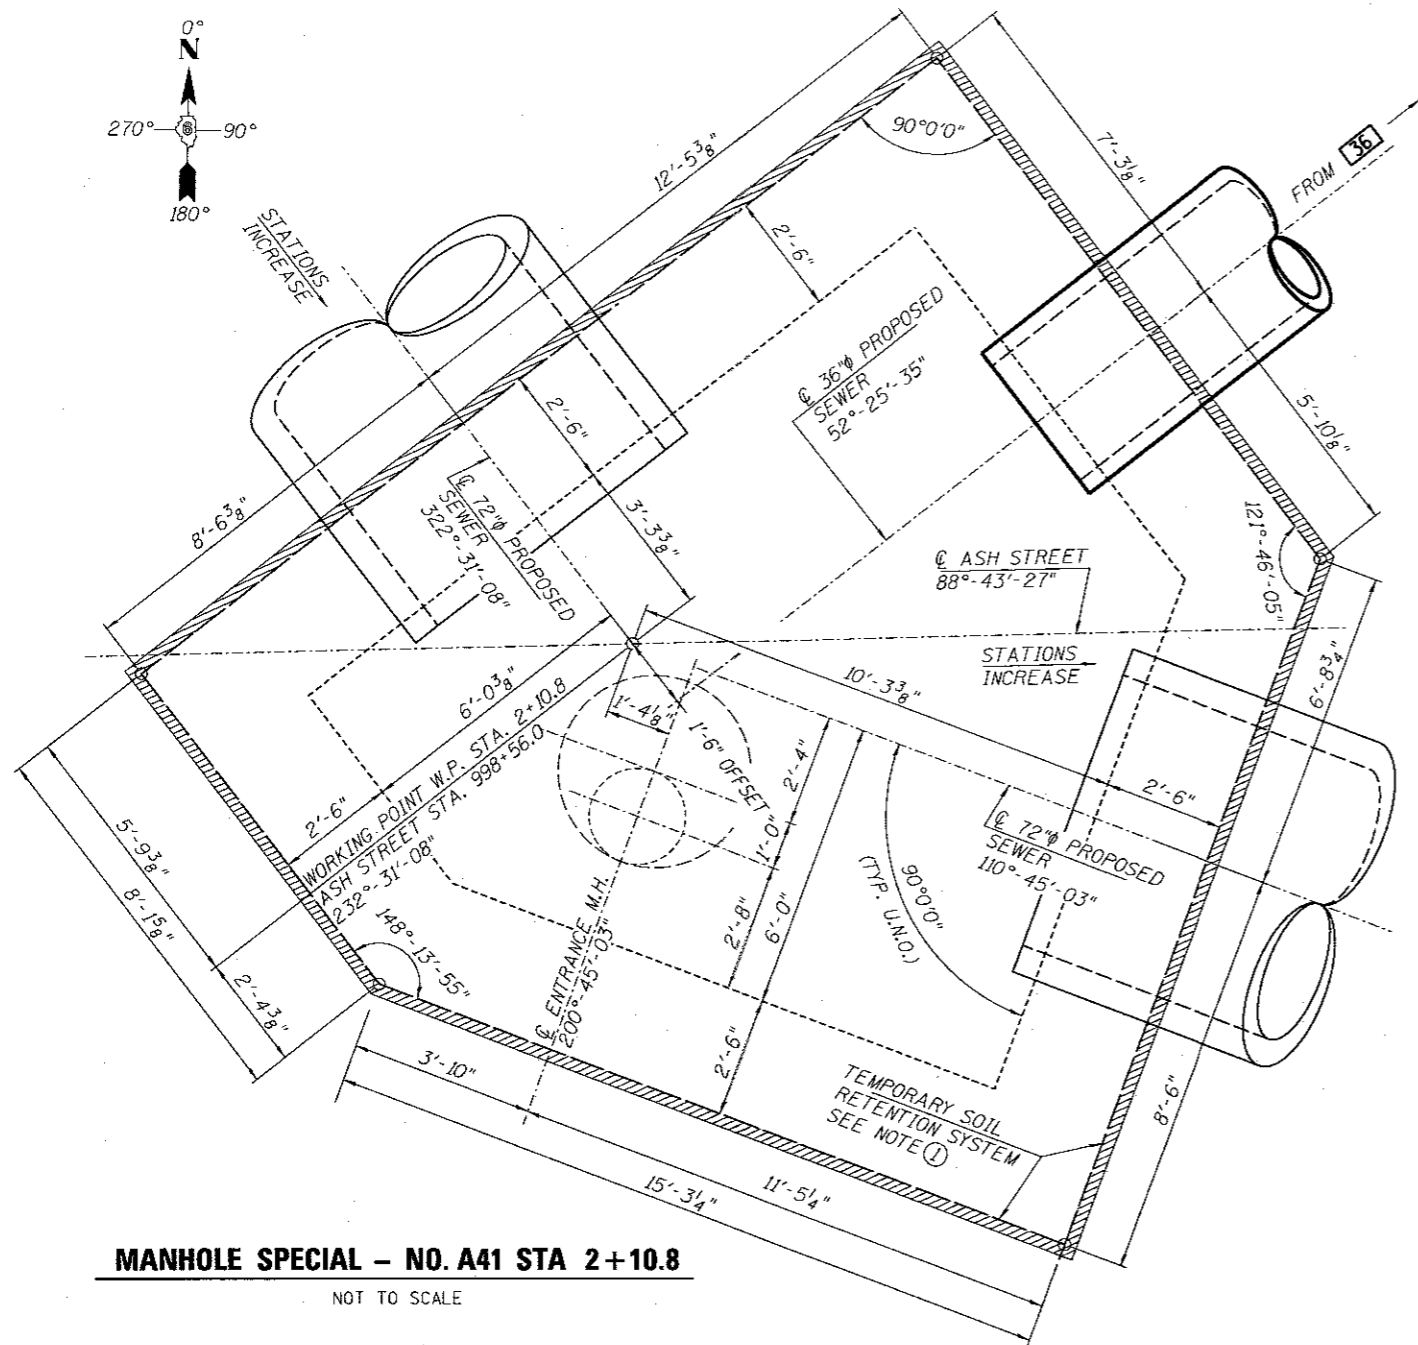 0°
N
270°
90°
180°
STATIONS
INCREASE
12'-5⅜"
90°0'0"
7'-3⅛"
FROM 36
2'-6"
℄ 36"ϕ PROPOSED
SEWER
52°-25'-35"
5'-10⅛"
121°-46'-05"
8'-6⅜"
2'-6"
3'-3⅜"
℄ 72"ϕ PROPOSED
SEWER
322°-31'-08"
℄ ASH STREET
88°-43'-27"
STATIONS
INCREASE
6'-8¾"
10'-3⅜"
2'-6"
6'-0⅜"
1'-4⅛"
1'-6" OFFSET
2'-4"
1'-0"
2'-8"
6'-0"
2'-6"
90°0'0"
(TYP. U.N.O.)
℄ 72"ϕ PROPOSED
SEWER
110°-45'-03"
2'-6"
WORKING POINT W.P. STA. 2+10.8
ASH STREET STA. 998+56.0
232°-31'-08"
5'-9⅜"
8'-1⅝"
2'-4⅜"
148°-13'-55"
℄ ENTRANCE M.H.
200°-45'-03"
3'-10"
11'-5¼"
15'-3¼"
8'-6"
TEMPORARY SOIL
RETENTION SYSTEM
SEE NOTE ①
MANHOLE SPECIAL – NO. A41 STA 2+10.8
NOT TO SCALE